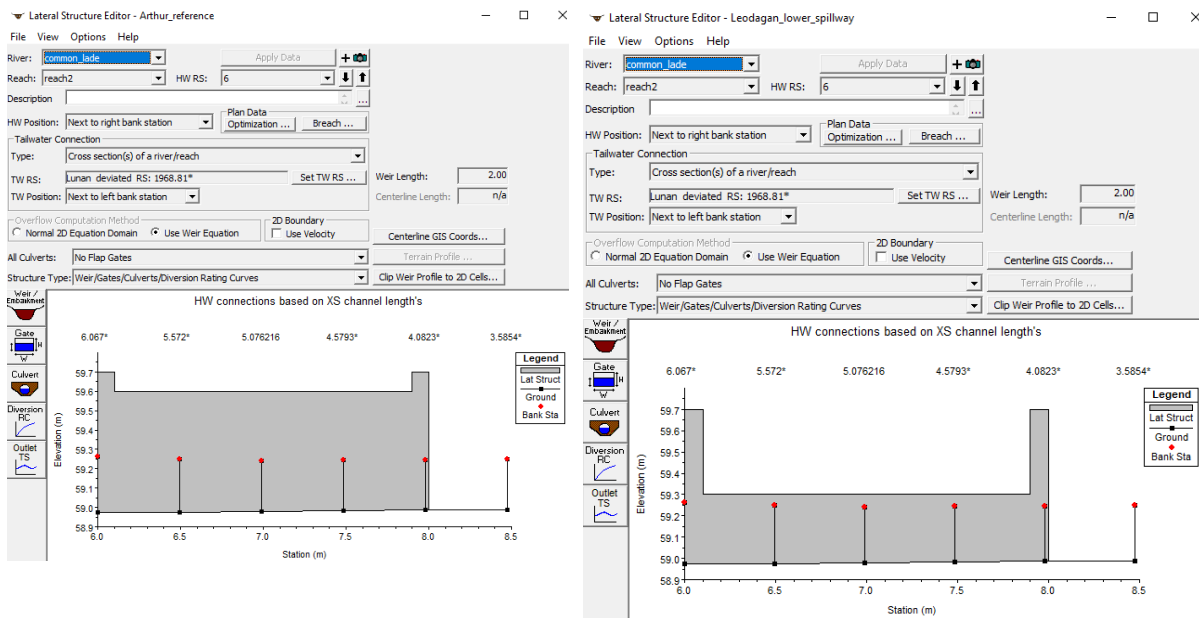 Lateral Structure Editor - Arthur_reference
File View Options Help
River: common_lade Apply Data
Reach: reach2 HW RS: 6
Description ...
HW Position: Next to right bank station Plan Data Optimization ... Breach ...
Tailwater Connection
Type: Cross section(s) of a river/reach
TW RS: Lunan deviated RS: 1968.81* Set TW RS ... Weir Length: 2.00
TW Position: Next to left bank station Centerline Length: n/a
Overflow Computation Method 2D Boundary
Normal 2D Equation Domain Use Weir Equation Use Velocity Centerline GIS Coords...
All Culverts: No Flap Gates Terrain Profile ...
Structure Type: Weir/Gates/Culverts/Diversion Rating Curves Clip Weir Profile to 2D Cells...
Weir / Embankment
Gate
H
W
Culvert
Diversion RC
Outlet TS
HW connections based on XS channel length's
6.067* 5.572* 5.076216 4.5793* 4.0823* 3.5854*
Legend
Lat Struct
Ground
Bank Sta
Elevation (m)
59.7
59.6
59.5
59.4
59.3
59.2
59.1
59.0
58.9
6.0 6.5 7.0 7.5 8.0 8.5
Station (m)
Lateral Structure Editor - Leodagan_lower_spillway
File View Options Help
River: common_lade Apply Data
Reach: reach2 HW RS: 6
Description ...
HW Position: Next to right bank station Plan Data Optimization ... Breach ...
Tailwater Connection
Type: Cross section(s) of a river/reach
TW RS: Lunan deviated RS: 1968.81* Set TW RS ... Weir Length: 2.00
TW Position: Next to left bank station Centerline Length: n/a
Overflow Computation Method 2D Boundary
Normal 2D Equation Domain Use Weir Equation Use Velocity Centerline GIS Coords...
All Culverts: No Flap Gates Terrain Profile ...
Structure Type: Weir/Gates/Culverts/Diversion Rating Curves Clip Weir Profile to 2D Cells...
Weir / Embankment
Gate
H
W
Culvert
Diversion RC
Outlet TS
HW connections based on XS channel length's
6.067* 5.572* 5.076216 4.5793* 4.0823* 3.5854*
Legend
Lat Struct
Ground
Bank Sta
Elevation (m)
59.7
59.6
59.5
59.4
59.3
59.2
59.1
59.0
58.9
6.0 6.5 7.0 7.5 8.0 8.5
Station (m)